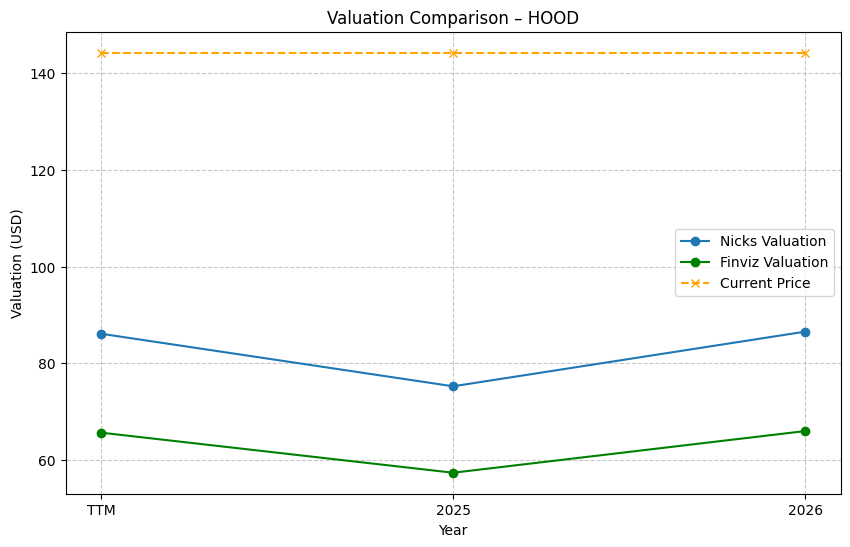 Valuation Comparison – HOOD
140
120
100
80
60
Valuation (USD)
Nicks Valuation
Finviz Valuation
Current Price
TTM
2025
2026
Year